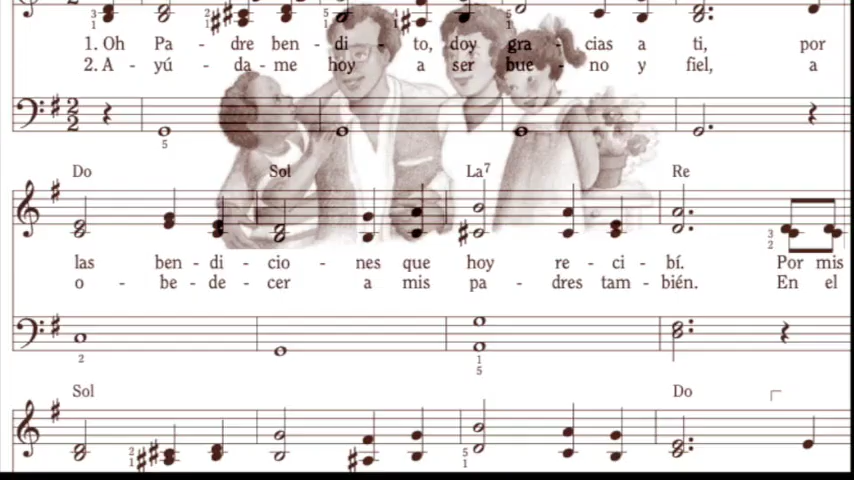 1. Oh Pa - dre ben - di - to, doy gra - cias a ti, por
2. A - yú - da - me hoy a ser bue - no y fiel, a
Do Sol La7 Re
las ben - di - cio - nes que hoy re - ci - bí. Por mis
o - be - de - cer a mis pa - dres tam - bién. En el
Sol Do